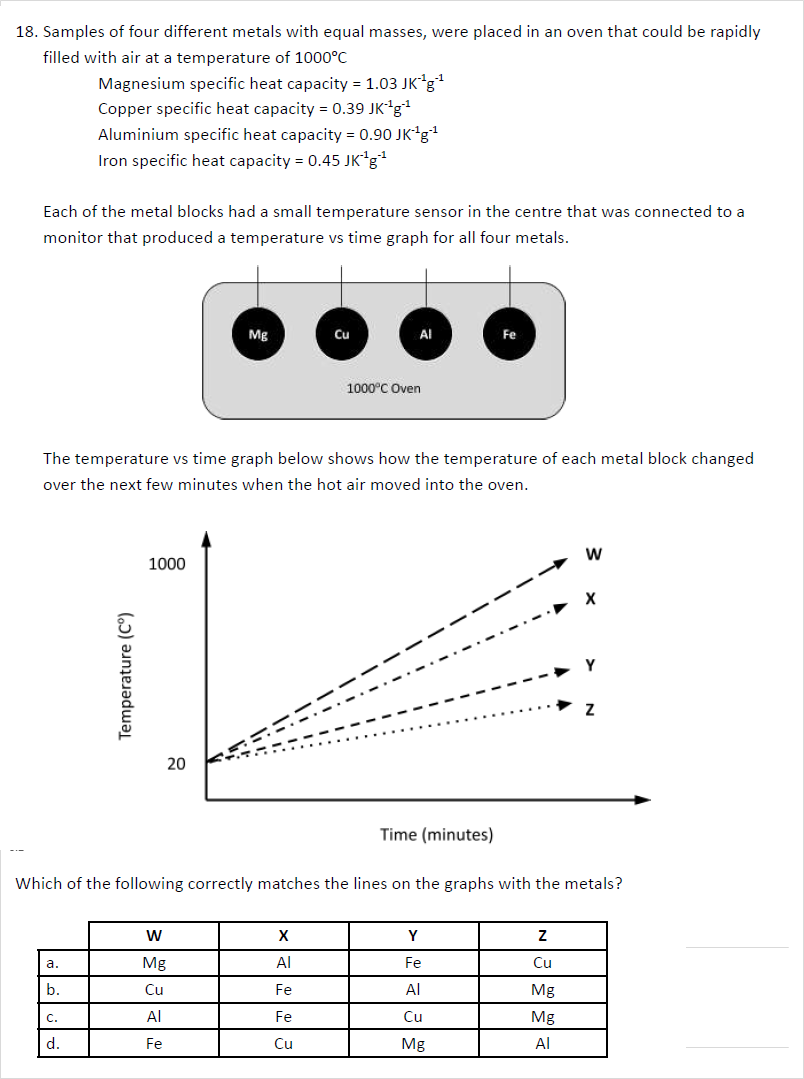 18. Samples of four different metals with equal masses, were placed in an oven that could be rapidly
filled with air at a temperature of 1000°C
Magnesium specific heat capacity = 1.03 JK⁻¹g⁻¹
Copper specific heat capacity = 0.39 JK⁻¹g⁻¹
Aluminium specific heat capacity = 0.90 JK⁻¹g⁻¹
Iron specific heat capacity = 0.45 JK⁻¹g⁻¹
Each of the metal blocks had a small temperature sensor in the centre that was connected to a
monitor that produced a temperature vs time graph for all four metals.
Mg Cu Al Fe
1000°C Oven
The temperature vs time graph below shows how the temperature of each metal block changed
over the next few minutes when the hot air moved into the oven.
W
1000
X
Temperature (C°)
Y
Z
20
Time (minutes)
Which of the following correctly matches the lines on the graphs with the metals?
W X Y Z
a. Mg Al Fe Cu
b. Cu Fe Al Mg
c. Al Fe Cu Mg
d. Fe Cu Mg Al